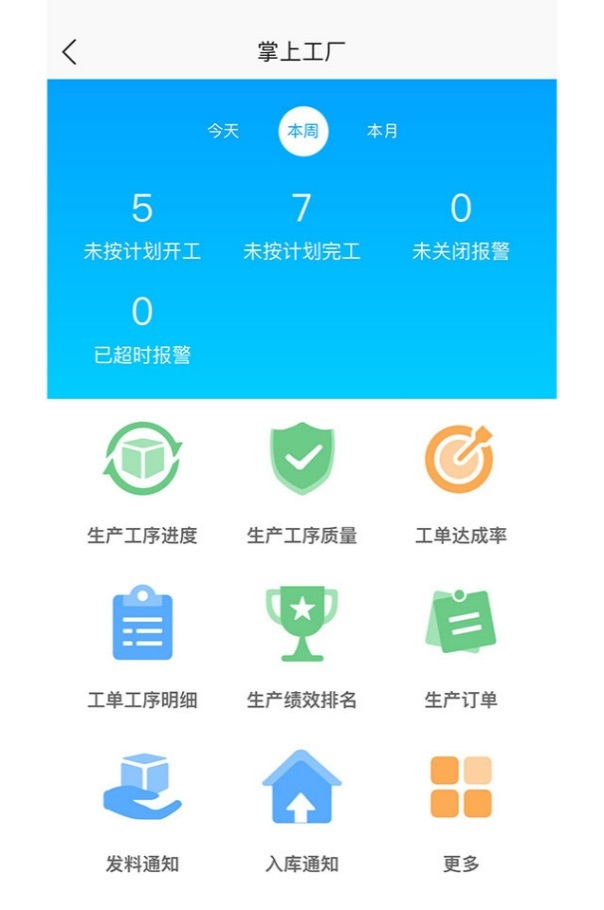 掌上工厂
今天 本周 本月
5 7 0
未按计划开工 未按计划完工 未关闭报警
0
已超时报警
生产工序进度 生产工序质量 工单达成率
工单工序明细 生产绩效排名 生产订单
发料通知 入库通知 更多